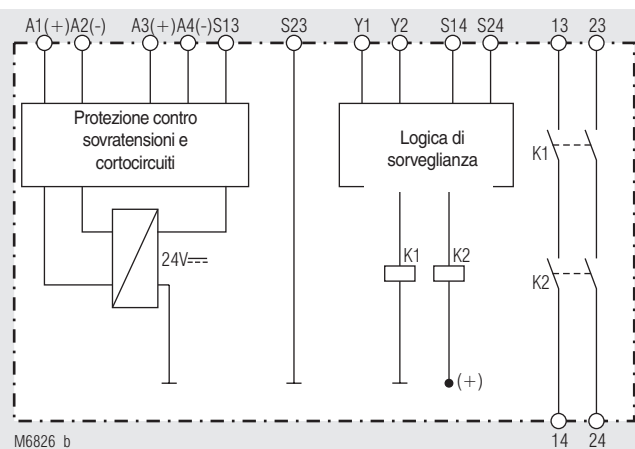 A1(+) A2(-) A3(+) A4(-) S13 S23 Y1 Y2 S14 S24 13 23
Protezione contro
sovratensioni e
cortocircuiti
Logica di
sorveglianza
K1
24V
K1 K2
K2
(+)
M6826 b
14 24